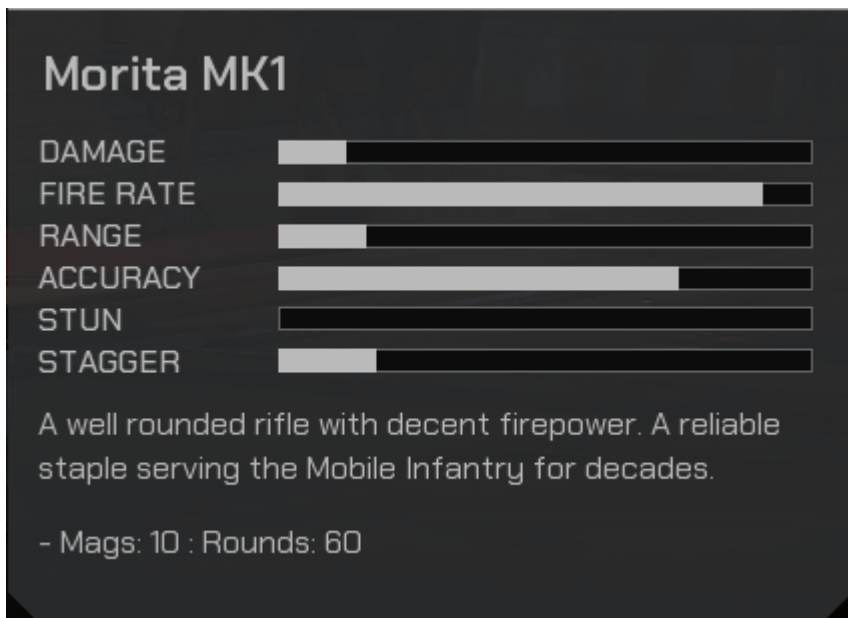 Morita MK1
DAMAGE
FIRE RATE
RANGE
ACCURACY
STUN
STAGGER
A well rounded rifle with decent firepower. A reliable
staple serving the Mobile Infantry for decades.
- Mags: 10 : Rounds: 60